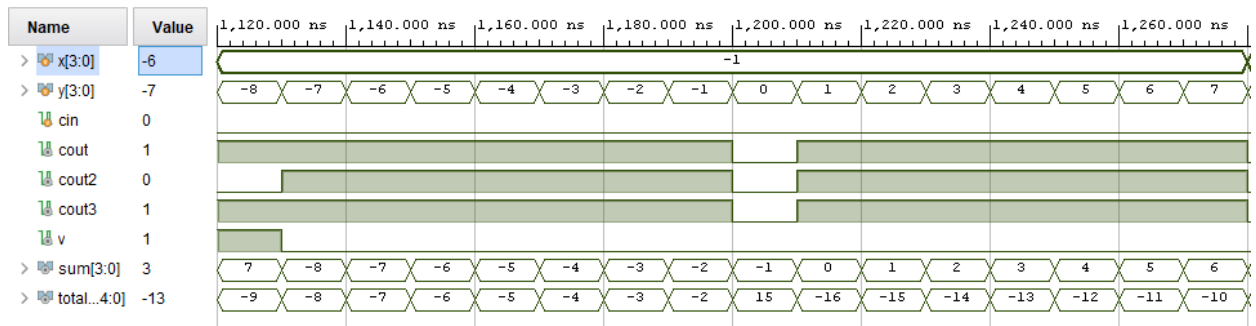 Name Value 1,120.000 ns 1,140.000 ns 1,160.000 ns 1,180.000 ns 1,200.000 ns 1,220.000 ns 1,240.000 ns 1,260.000 ns
x[3:0] -6 -1
y[3:0] -7 -8 -7 -6 -5 -4 -3 -2 -1 0 1 2 3 4 5 6 7
cin 0
cout 1
cout2 0
cout3 1
v 1
sum[3:0] 3 7 -8 -7 -6 -5 -4 -3 -2 -1 0 1 2 3 4 5 6
total...4:0] -13 -9 -8 -7 -6 -5 -4 -3 -2 15 -16 -15 -14 -13 -12 -11 -10